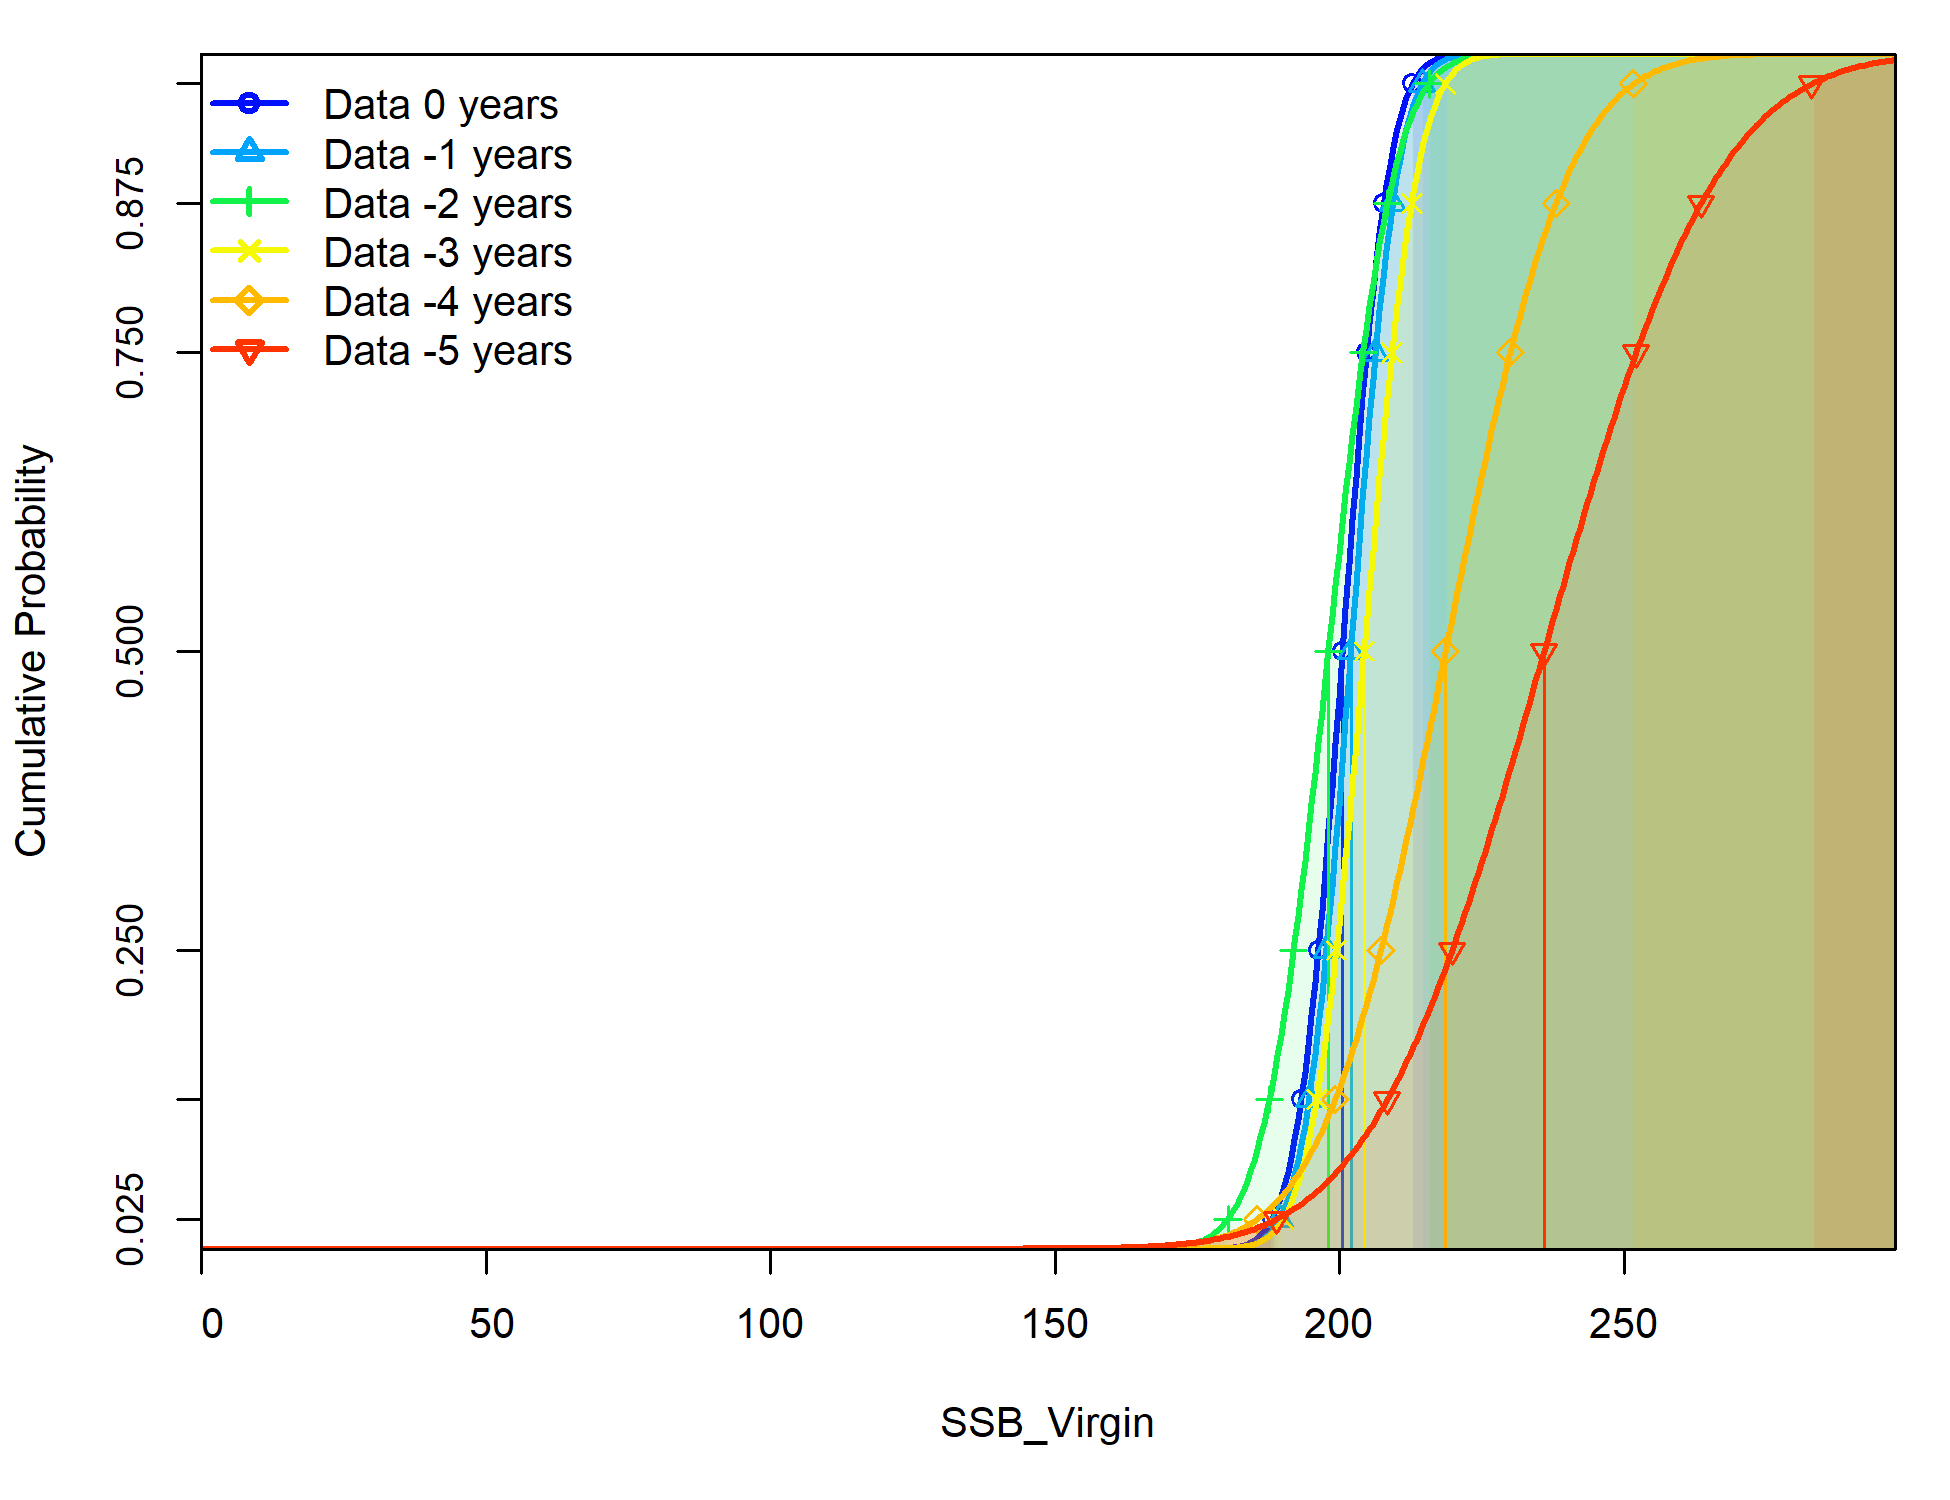 Data 0 years
Data -1 years
Data -2 years
Data -3 years
Data -4 years
Data -5 years
Cumulative Probability
0.875
0.750
0.500
0.250
0.025
0 50 100 150 200 250
SSB_Virgin